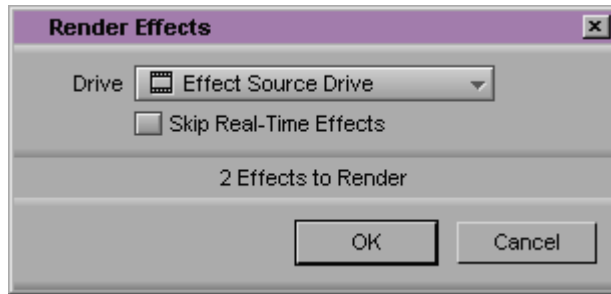 Render Effects
Drive Effect Source Drive
Skip Real-Time Effects
2 Effects to Render
OK Cancel